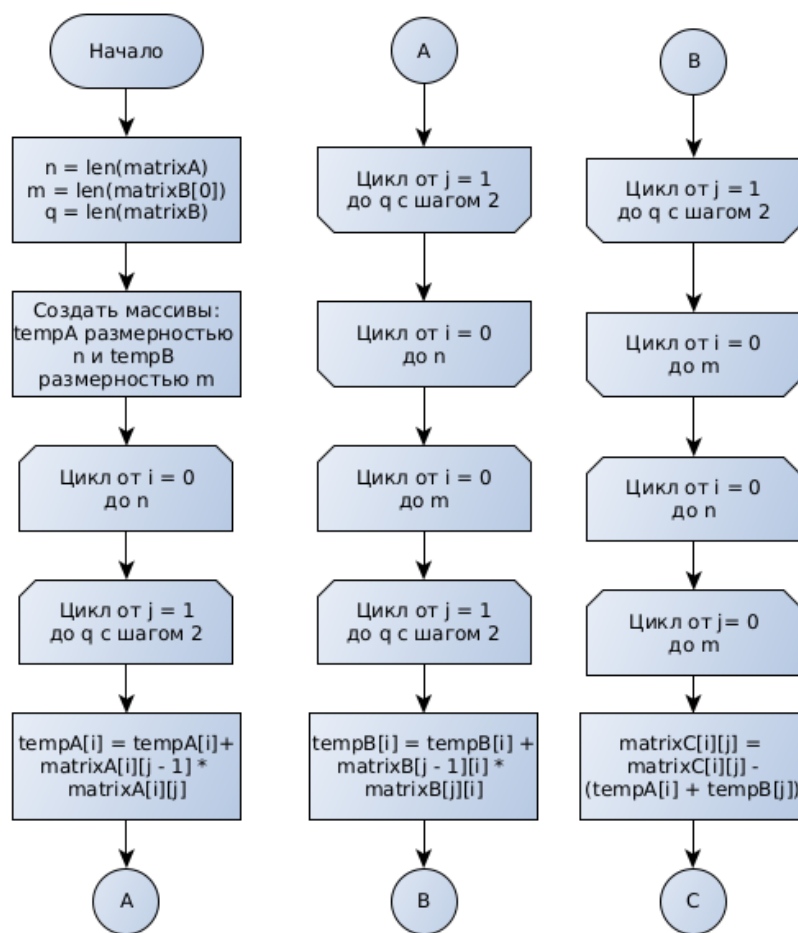 Начало
n = len(matrixA)
m = len(matrixB[0])
q = len(matrixB)
Создать массивы:
tempA размерностью
n и tempB
размерностью m
Цикл от i = 0
до n
Цикл от j = 1
до q с шагом 2
tempA[i] = tempA[i]+
matrixA[i][j - 1] *
matrixA[i][j]
A
A
Цикл от j = 1
до q с шагом 2
Цикл от i = 0
до n
Цикл от i = 0
до m
Цикл от j = 1
до q с шагом 2
tempB[i] = tempB[i] +
matrixB[j - 1][i] *
matrixB[j][i]
B
B
Цикл от j = 1
до q с шагом 2
Цикл от i = 0
до m
Цикл от i = 0
до n
Цикл от j= 0
до m
matrixC[i][j] =
matrixC[i][j] -
(tempA[i] + tempB[j])
C